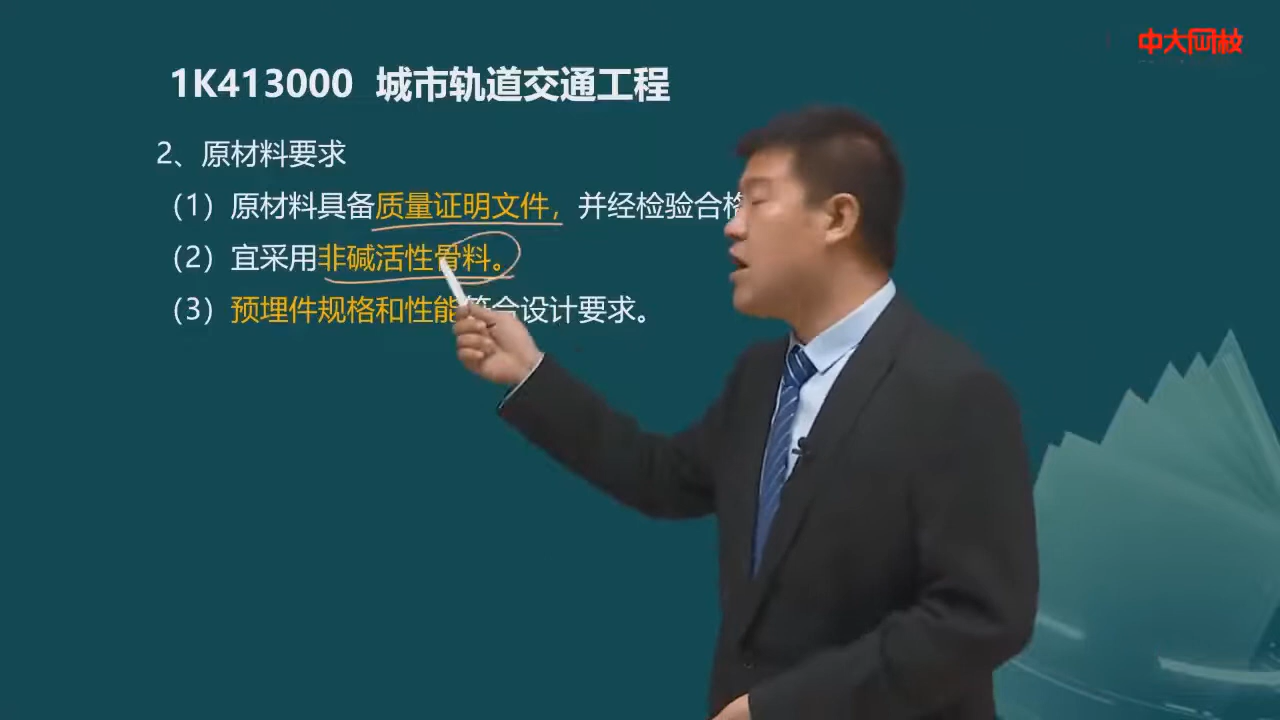 中大网校
1K413000 城市轨道交通工程
2、原材料要求
（1）原材料具备质量证明文件，并经检验合格
（2）宜采用非碱活性骨料。
（3）预埋件规格和性能符合设计要求。